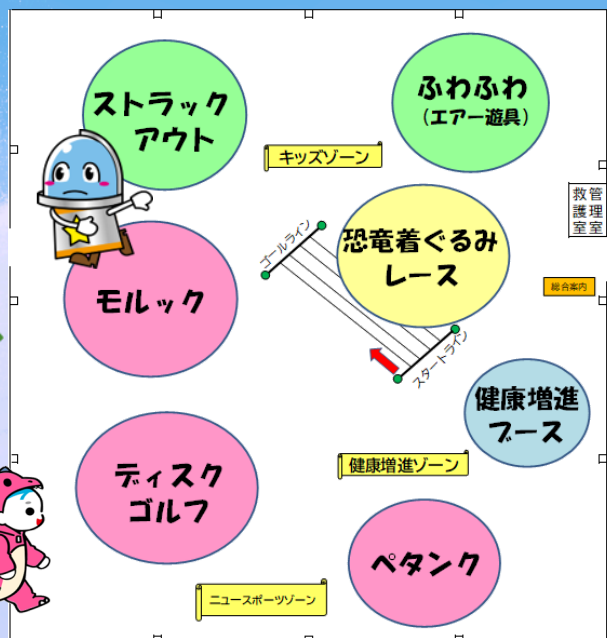 ストラック
アウト
ふわふわ
(エアー遊具)
キッズゾーン
管理室
救護室
恐竜着ぐるみ
レース
ゴールライン
モルック
総合案内
スタートライン
健康増進
ブース
ディスク
ゴルフ
健康増進ゾーン
ペタンク
ニュースポーツゾーン